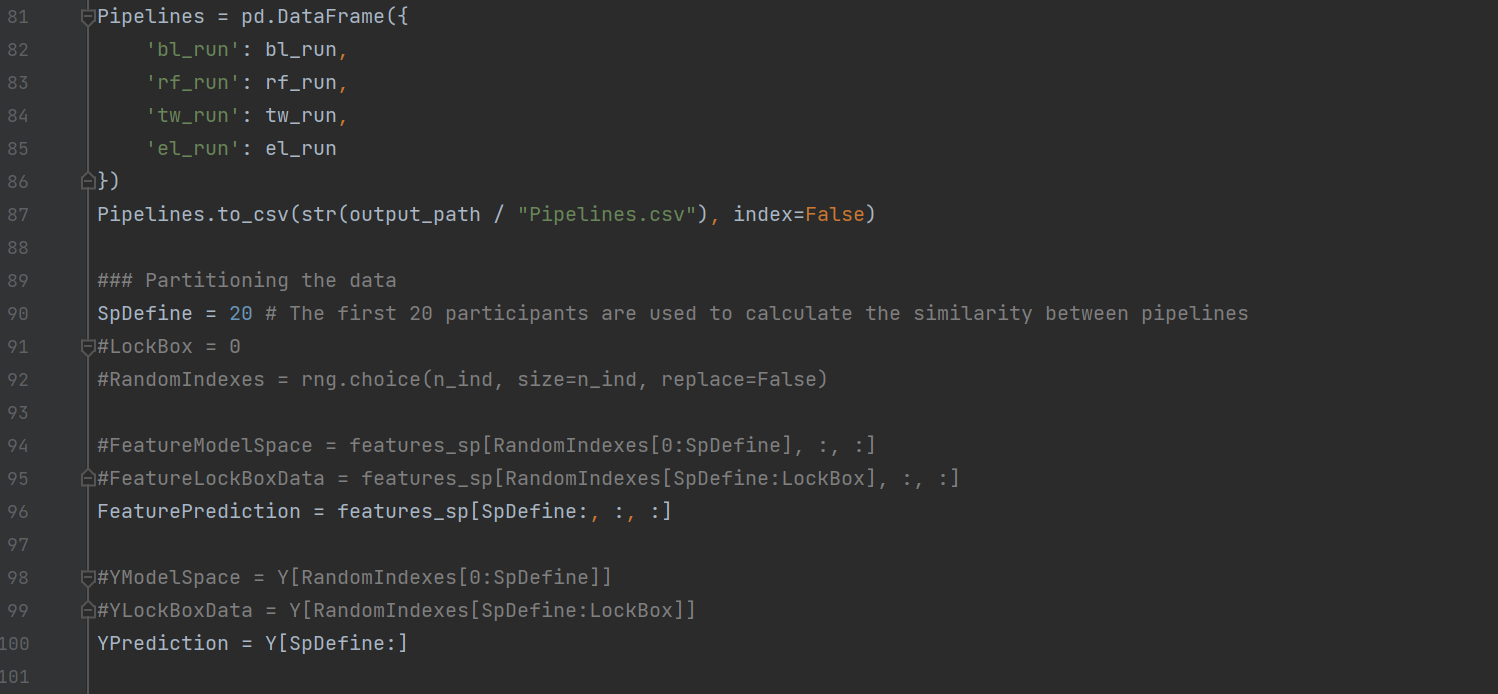 81 Pipelines = pd.DataFrame({
82     'bl_run': bl_run,
83     'rf_run': rf_run,
84     'tw_run': tw_run,
85     'el_run': el_run
86 })
87 Pipelines.to_csv(str(output_path / "Pipelines.csv"), index=False)
88
89 ### Partitioning the data
90 SpDefine = 20 # The first 20 participants are used to calculate the similarity between pipelines
91 #LockBox = 0
92 #RandomIndexes = rng.choice(n_ind, size=n_ind, replace=False)
93
94 #FeatureModelSpace = features_sp[RandomIndexes[0:SpDefine], :, :]
95 #FeatureLockBoxData = features_sp[RandomIndexes[SpDefine:LockBox], :, :]
96 FeaturePrediction = features_sp[SpDefine:, :, :]
97
98 #YModelSpace = Y[RandomIndexes[0:SpDefine]]
99 #YLockBoxData = Y[RandomIndexes[SpDefine:LockBox]]
100 YPrediction = Y[SpDefine:]
101